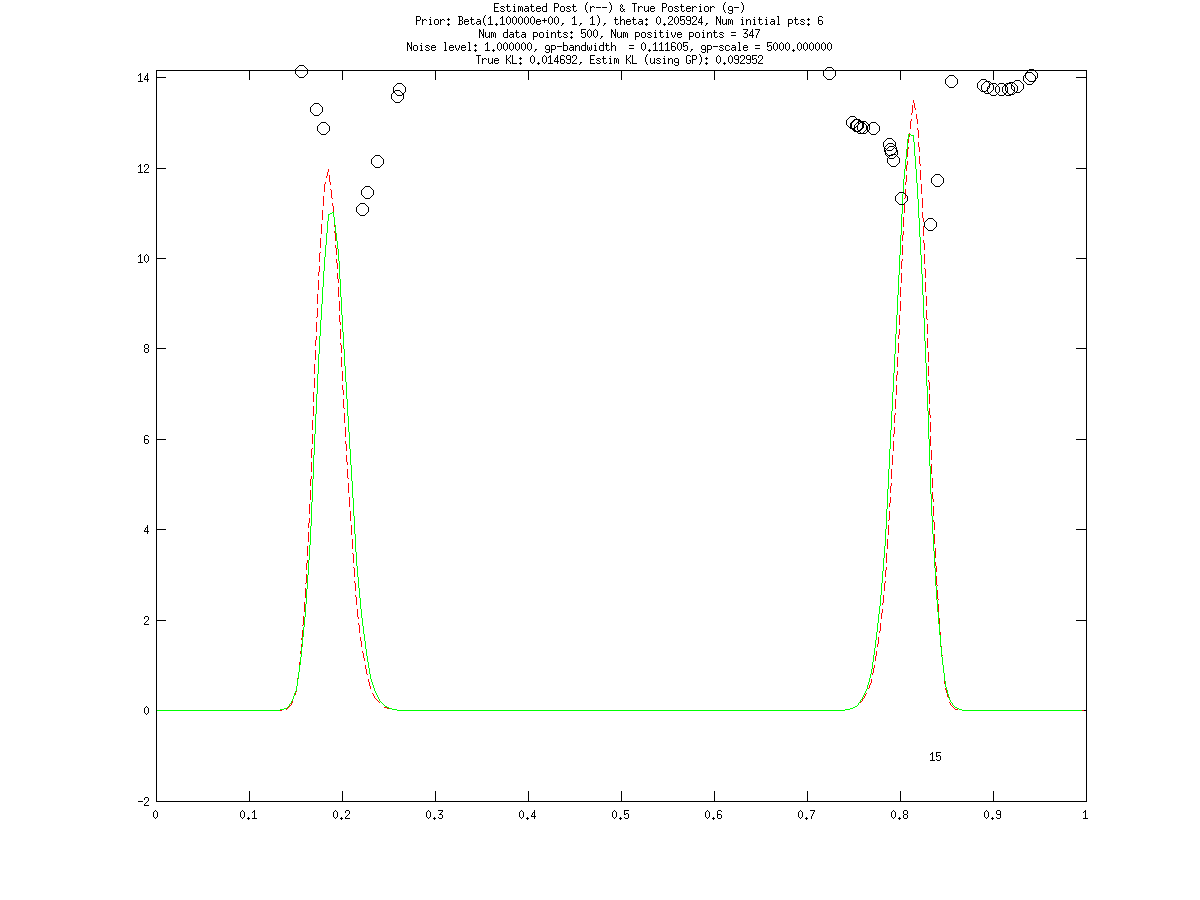 Estimated Post (r--) & True Posterior (g-)
Prior: Beta(1.100000e+00, 1, 1), theta: 0.205924, Num initial pts: 6
Num data points: 500, Num positive points = 347
Noise level: 1.000000, gp-bandwidth  = 0.111605, gp-scale = 5000.000000
True KL: 0.014692, Estim KL (using GP): 0.092952
14
12
10
8
6
4
2
0
15
-2
0 0.1 0.2 0.3 0.4 0.5 0.6 0.7 0.8 0.9 1